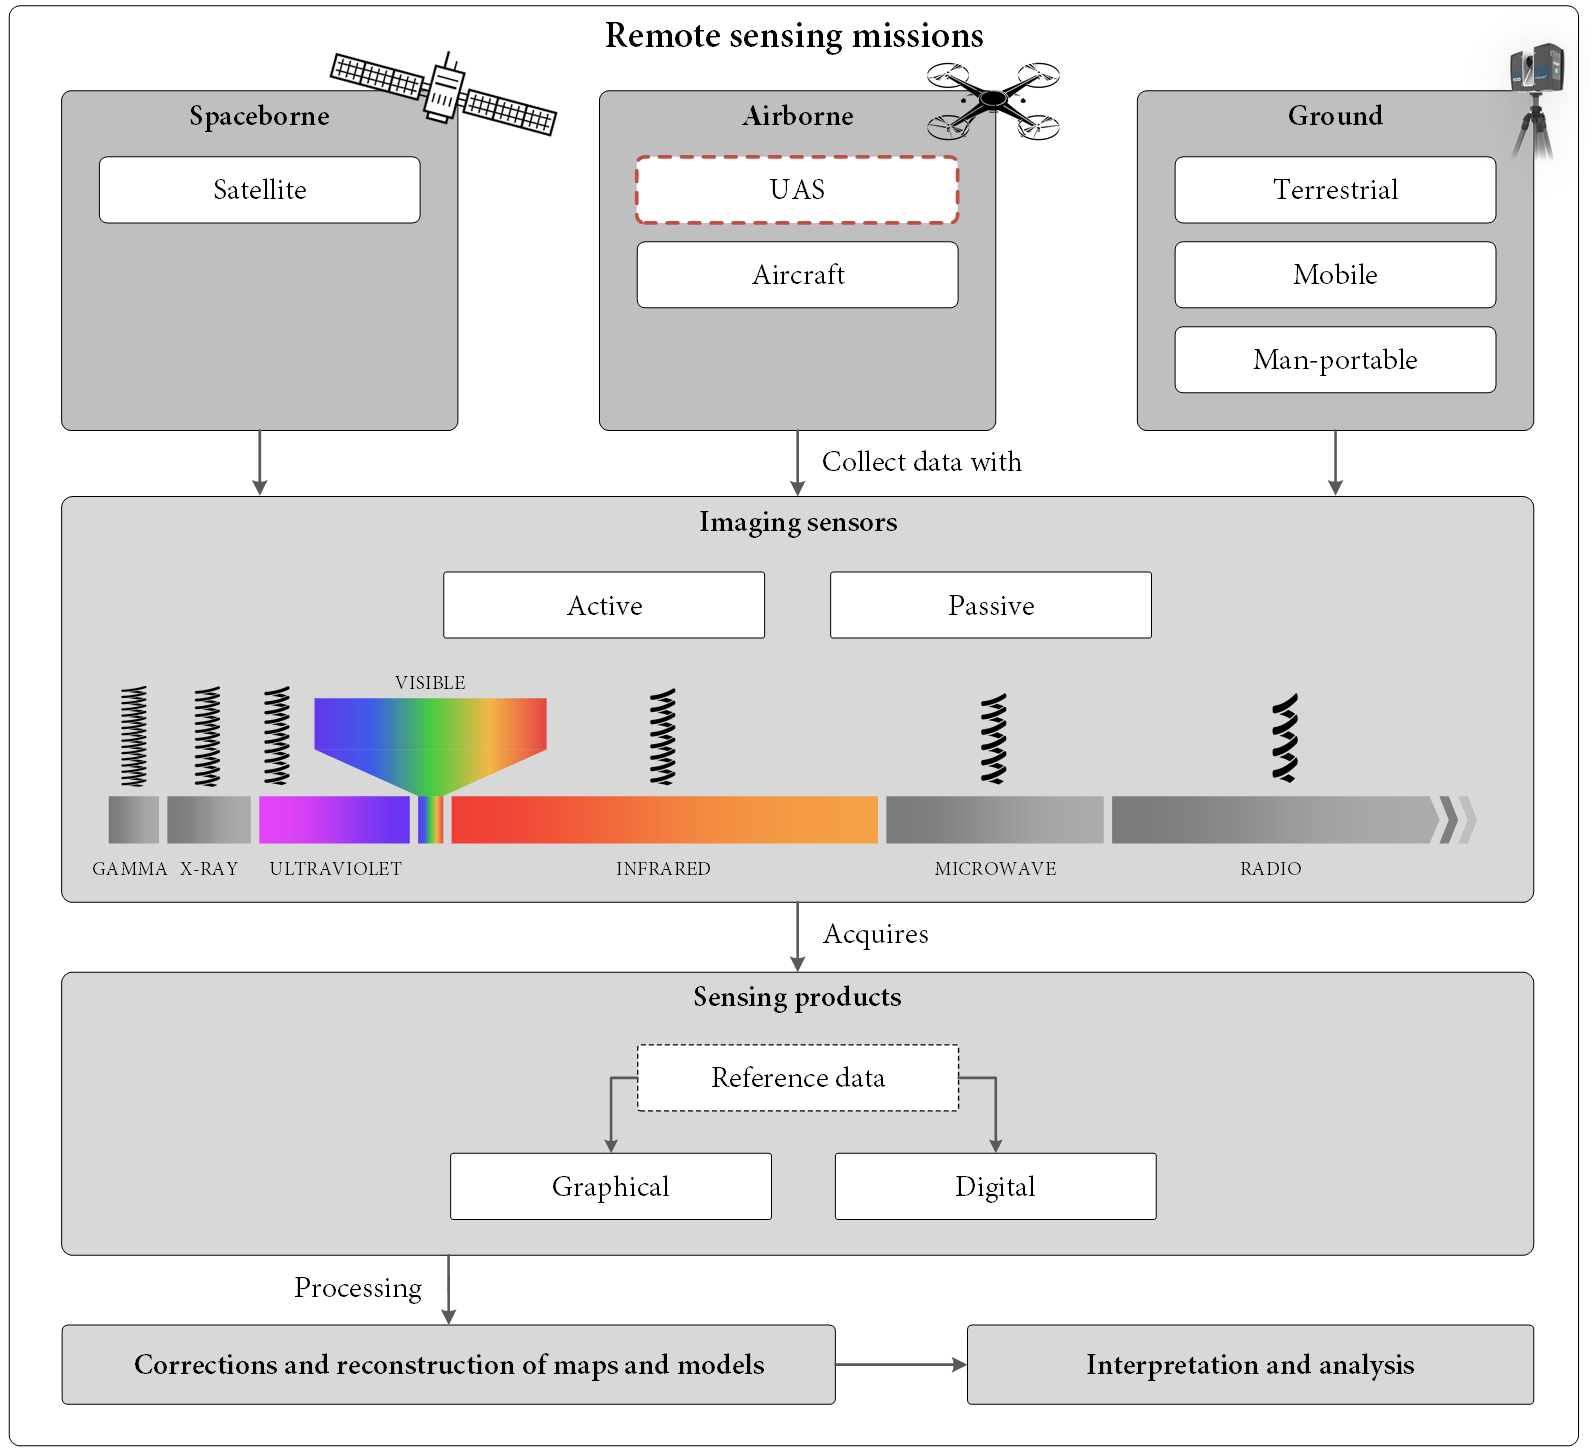 Remote sensing missions
Spaceborne
Satellite
Airborne
UAS
Aircraft
Ground
Terrestrial
Mobile
Man-portable
Collect data with
Imaging sensors
Active
Passive
VISIBLE
GAMMA
X-RAY
ULTRAVIOLET
INFRARED
MICROWAVE
RADIO
Acquires
Sensing products
Reference data
Graphical
Digital
Processing
Corrections and reconstruction of maps and models
Interpretation and analysis